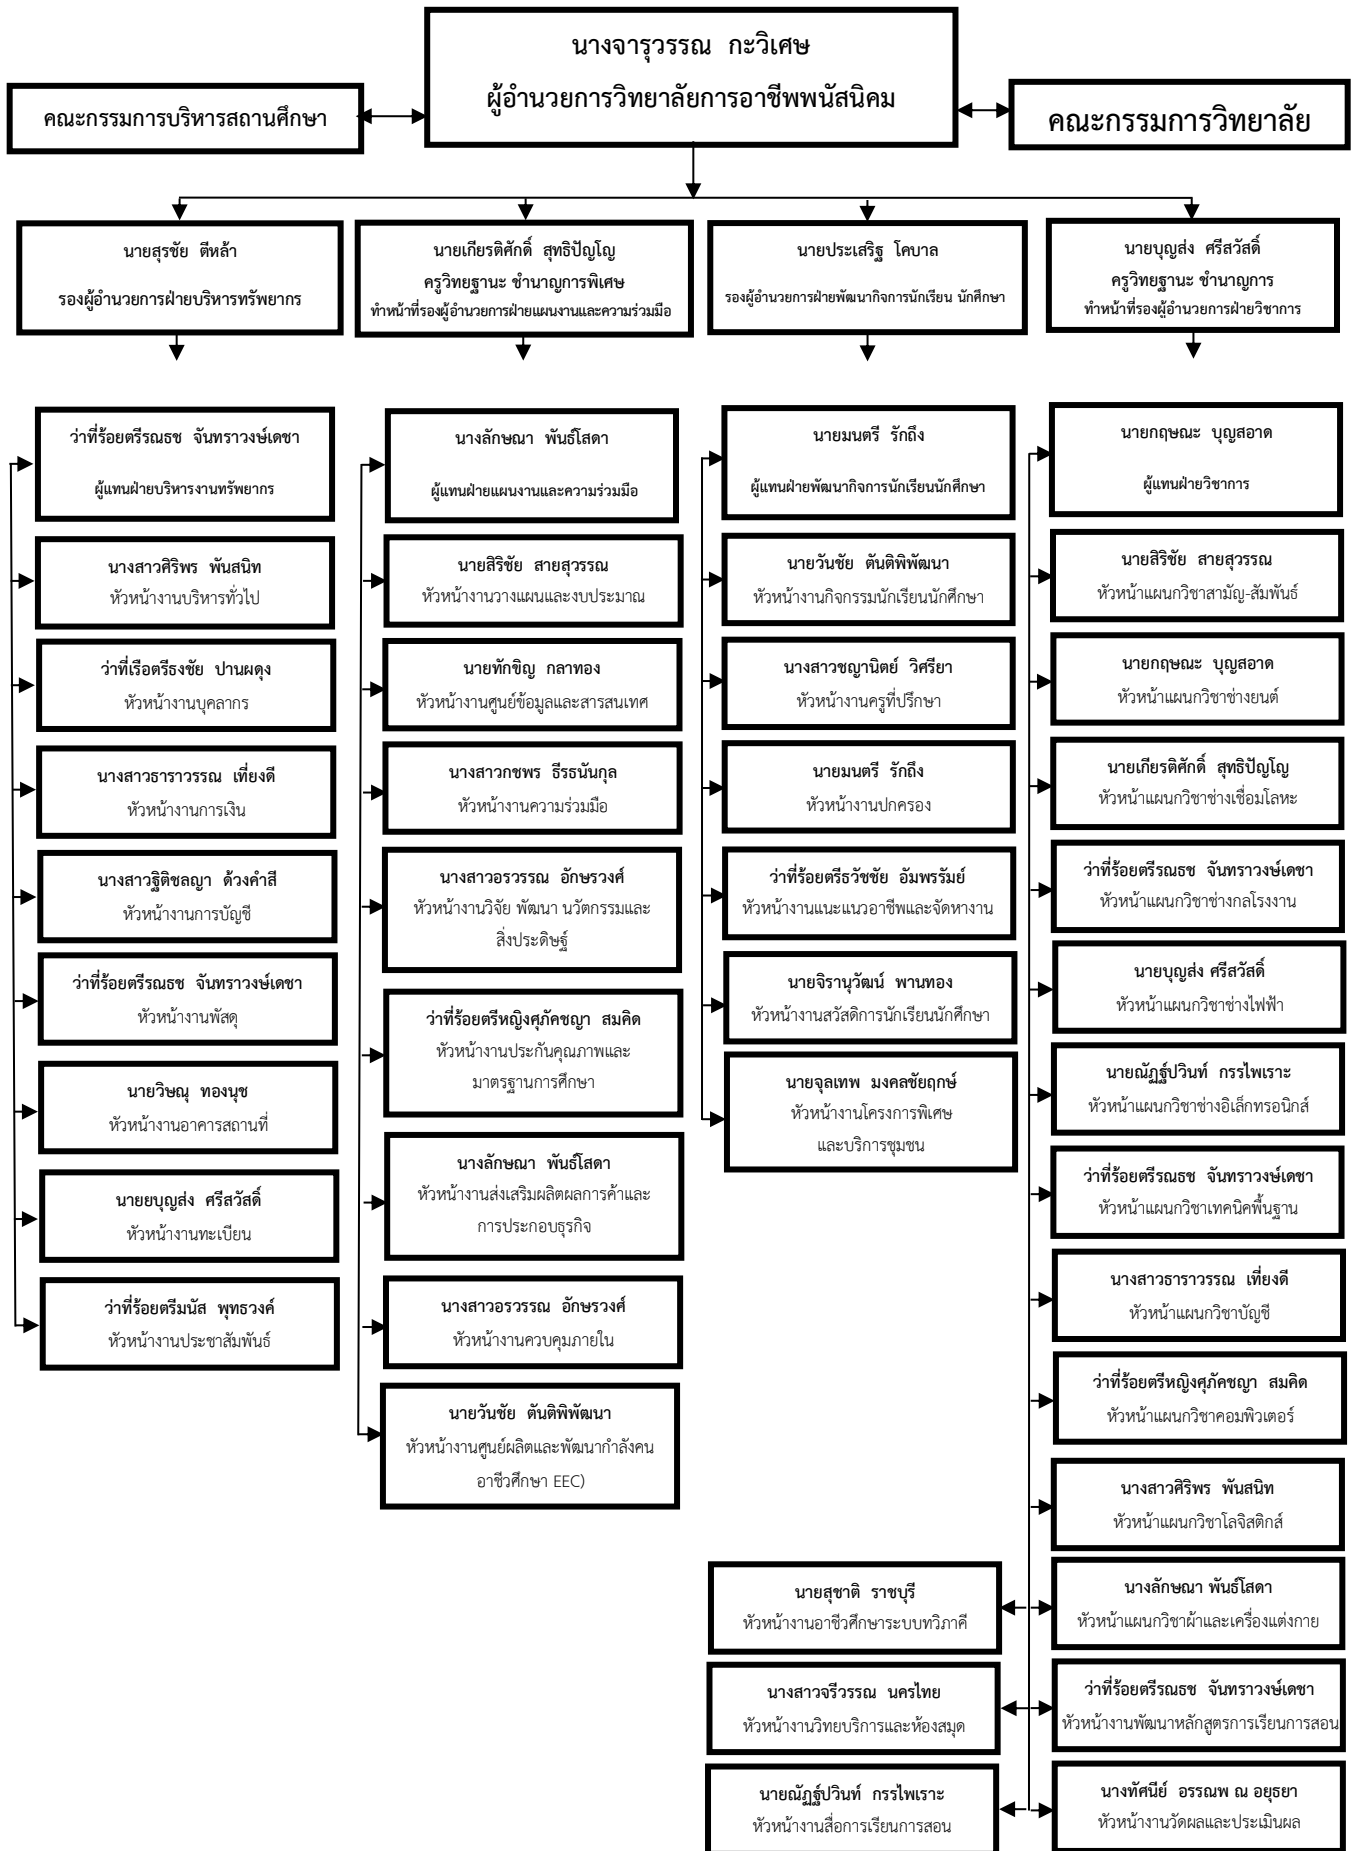 นางจารุวรรณ กะวิเศษ
ผู้อำนวยการวิทยาลัยการอาชีพพนัสนิคม
คณะกรรมการบริหารสถานศึกษา
คณะกรรมการวิทยาลัย
นายสุรชัย ตีหล้า
รองผู้อำนวยการฝ่ายบริหารทรัพยากร
นายเกียรติศักดิ์ สุทธิปัญโญ
ครูวิทยฐานะ ชำนาญการพิเศษ
ทำหน้าที่รองผู้อำนวยการฝ่ายแผนงานและความร่วมมือ
นายประเสริฐ โคบาล
รองผู้อำนวยการฝ่ายพัฒนากิจการนักเรียน นักศึกษา
นายบุญส่ง ศรีสวัสดิ์
ครูวิทยฐานะ ชำนาญการ
ทำหน้าที่รองผู้อำนวยการฝ่ายวิชาการ
ว่าที่ร้อยตรีรณธช จันทราวงษ์เดชา
ผู้แทนฝ่ายบริหารงานทรัพยากร
นางสาวศิริพร พันสนิท
หัวหน้างานบริหารทั่วไป
ว่าที่เรือตรีธงชัย ปานผดุง
หัวหน้างานบุคลากร
นางสาวธาราวรรณ เที่ยงดี
หัวหน้างานการเงิน
นางสาวฐิติชลญา ด้วงคำสี
หัวหน้างานการบัญชี
ว่าที่ร้อยตรีรณธช จันทราวงษ์เดชา
หัวหน้างานพัสดุ
นายวิษณุ ทองนุช
หัวหน้างานอาคารสถานที่
นายยบุญส่ง ศรีสวัสดิ์
หัวหน้างานทะเบียน
ว่าที่ร้อยตรีมนัส พุทธวงค์
หัวหน้างานประชาสัมพันธ์
นางลักษณา พันธ์โสดา
ผู้แทนฝ่ายแผนงานและความร่วมมือ
นายสิริชัย สายสุวรรณ
หัวหน้างานวางแผนและงบประมาณ
นายทักขิญ กลาทอง
หัวหน้างานศูนย์ข้อมูลและสารสนเทศ
นางสาวกชพร ธีรธนันกุล
หัวหน้างานความร่วมมือ
นางสาวอรวรรณ อักษรวงศ์
หัวหน้างานวิจัย พัฒนา นวัตกรรมและ
สิ่งประดิษฐ์
ว่าที่ร้อยตรีหญิงศุภัคชญา สมคิด
หัวหน้างานประกันคุณภาพและ
มาตรฐานการศึกษา
นางลักษณา พันธ์โสดา
หัวหน้างานส่งเสริมผลิตผลการค้าและ
การประกอบธุรกิจ
นางสาวอรวรรณ อักษรวงศ์
หัวหน้างานควบคุมภายใน
นายวันชัย ตันติพิพัฒนา
หัวหน้างานศูนย์ผลิตและพัฒนากำลังคน
อาชีวศึกษา EEC)
นายมนตรี รักถึง
ผู้แทนฝ่ายพัฒนากิจการนักเรียนนักศึกษา
นายวันชัย ตันติพิพัฒนา
หัวหน้างานกิจกรรมนักเรียนนักศึกษา
นางสาวชญานิตย์ วิศรียา
หัวหน้างานครูที่ปรึกษา
นายมนตรี รักถึง
หัวหน้างานปกครอง
ว่าที่ร้อยตรีธวัชชัย อัมพรรัมย์
หัวหน้างานแนะแนวอาชีพและจัดหางาน
นายจิรานุวัฒน์ พานทอง
หัวหน้างานสวัสดิการนักเรียนนักศึกษา
นายจุลเทพ มงคลชัยฤกษ์
หัวหน้างานโครงการพิเศษ
และบริการชุมชน
นายกฤษณะ บุญสอาด
ผู้แทนฝ่ายวิชาการ
นายสิริชัย สายสุวรรณ
หัวหน้าแผนกวิชาสามัญ-สัมพันธ์
นายกฤษณะ บุญสอาด
หัวหน้าแผนกวิชาช่างยนต์
นายเกียรติศักดิ์ สุทธิปัญโญ
หัวหน้าแผนกวิชาช่างเชื่อมโลหะ
ว่าที่ร้อยตรีรณธช จันทราวงษ์เดชา
หัวหน้าแผนกวิชาช่างกลโรงงาน
นายบุญส่ง ศรีสวัสดิ์
หัวหน้าแผนกวิชาช่างไฟฟ้า
นายณัฏฐ์ปวินท์ กรรไพเราะ
หัวหน้าแผนกวิชาช่างอิเล็กทรอนิกส์
ว่าที่ร้อยตรีรณธช จันทราวงษ์เดชา
หัวหน้าแผนกวิชาเทคนิคพื้นฐาน
นางสาวธาราวรรณ เที่ยงดี
หัวหน้าแผนกวิชาบัญชี
ว่าที่ร้อยตรีหญิงศุภัคชญา สมคิด
หัวหน้าแผนกวิชาคอมพิวเตอร์
นางสาวศิริพร พันสนิท
หัวหน้าแผนกวิชาโลจิสติกส์
นายสุชาติ ราชบุรี
หัวหน้างานอาชีวศึกษาระบบทวิภาคี
นางลักษณา พันธ์โสดา
หัวหน้าแผนกวิชาผ้าและเครื่องแต่งกาย
นางสาวจรีวรรณ นครไทย
หัวหน้างานวิทยบริการและห้องสมุด
ว่าที่ร้อยตรีรณธช จันทราวงษ์เดชา
หัวหน้างานพัฒนาหลักสูตรการเรียนการสอน
นายณัฏฐ์ปวินท์ กรรไพเราะ
หัวหน้างานสื่อการเรียนการสอน
นางทัศนีย์ อรรณพ ณ อยุธยา
หัวหน้างานวัดผลและประเมินผล